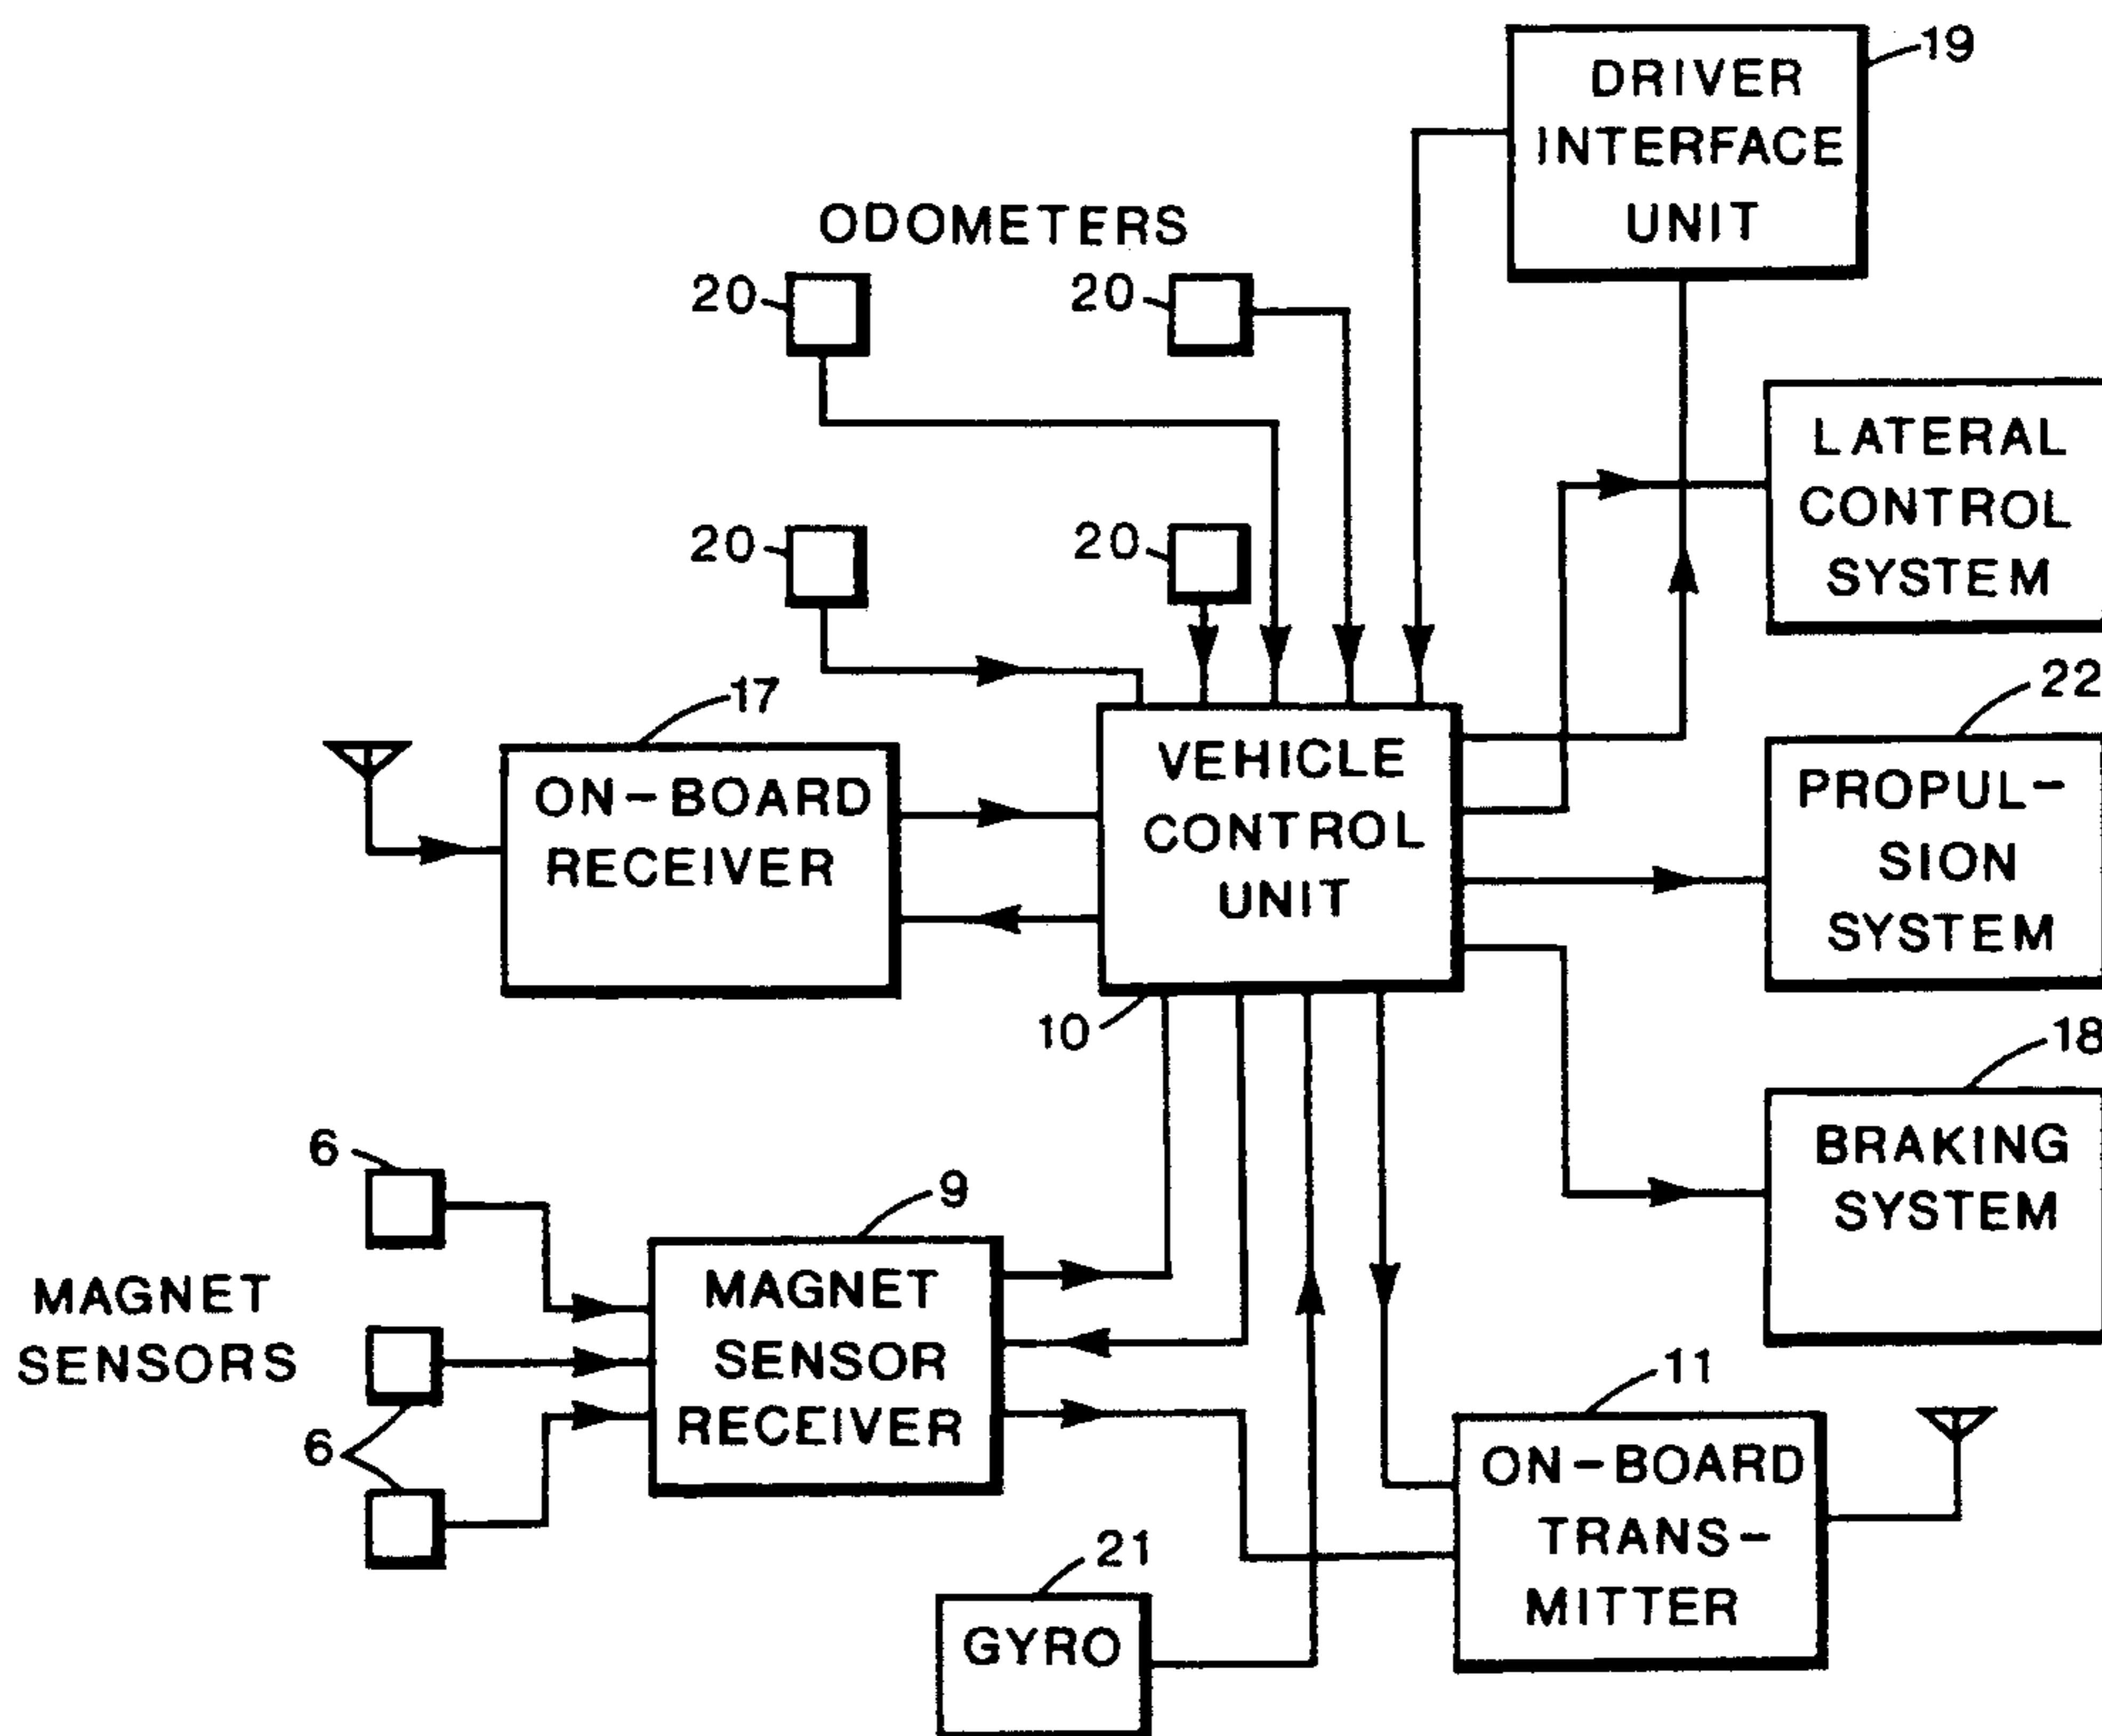 19
DRIVER
INTERFACE
UNIT
ODOMETERS
20
20
LATERAL
CONTROL
SYSTEM
20
20
22
17
ON-BOARD
RECEIVER
VEHICLE
CONTROL
UNIT
PROPUL-
SION
SYSTEM
10
18
BRAKING
SYSTEM
6
9
MAGNET
SENSORS
MAGNET
SENSOR
RECEIVER
6
11
ON-BOARD
TRANS-
MITTER
21
GYRO